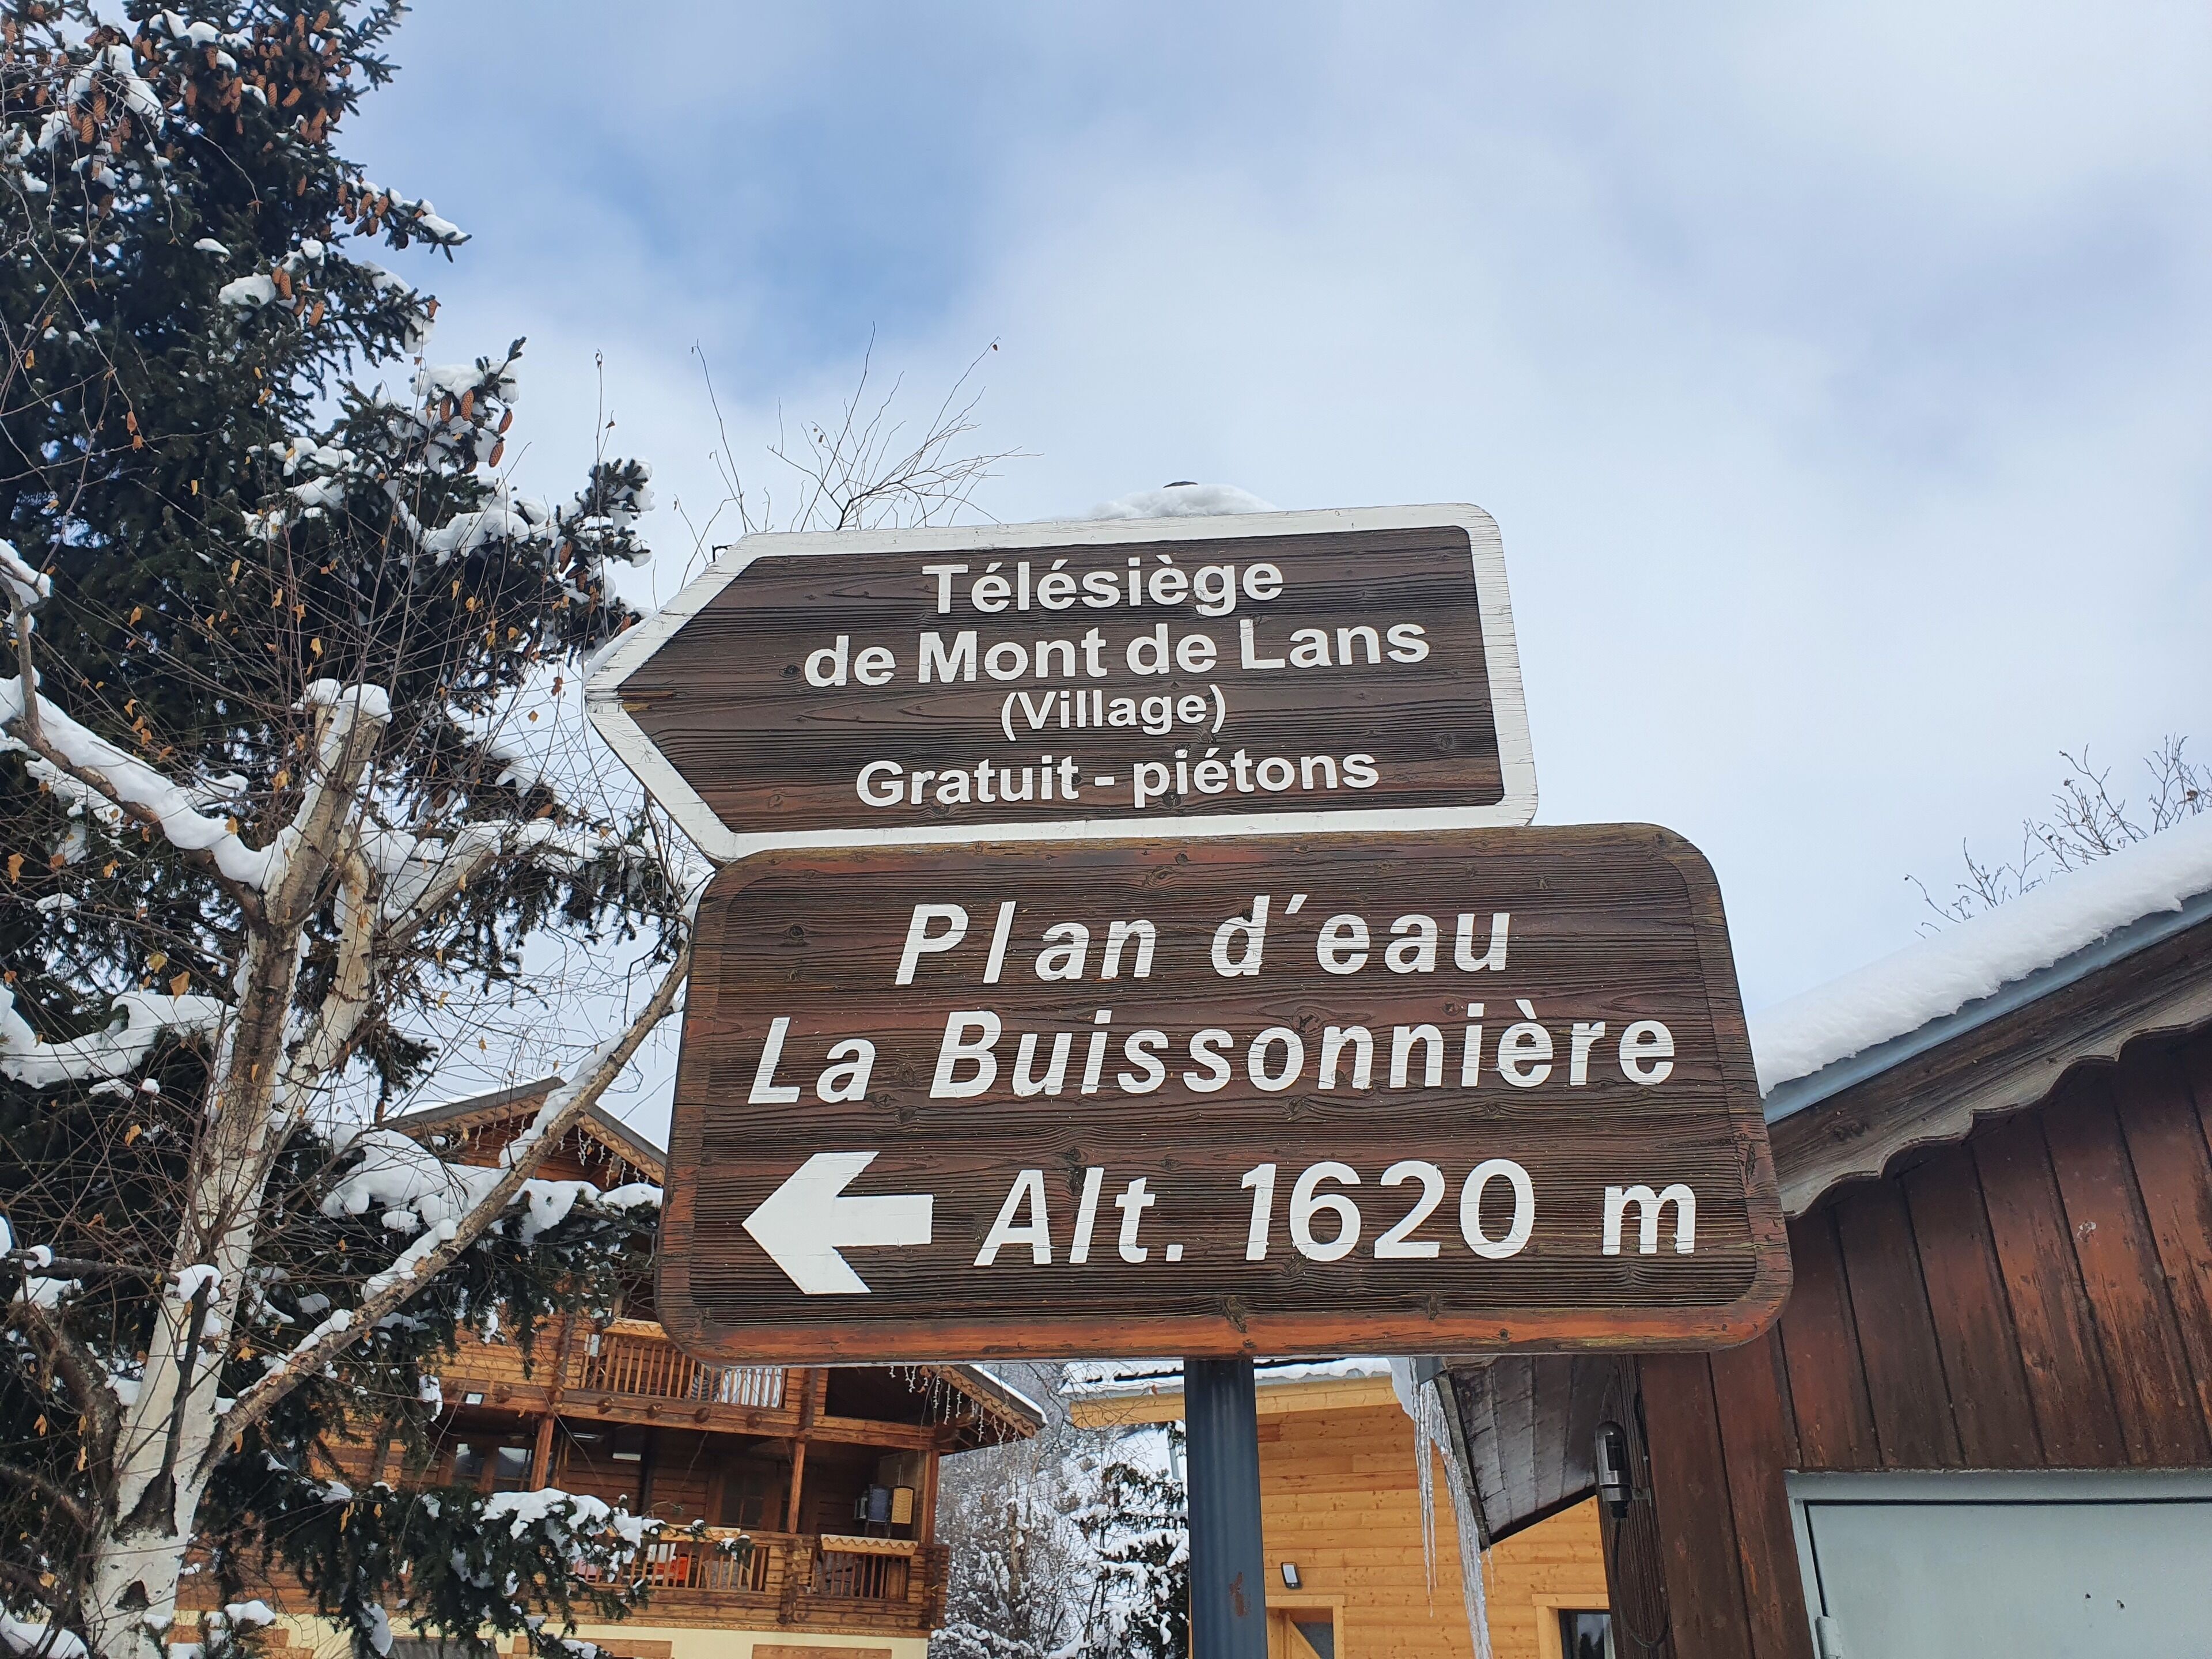 Télésiège
de Mont de Lans
(Village)
Gratuit - piétons
Plan d'eau
La Buissonnière
Alt. 1620 m